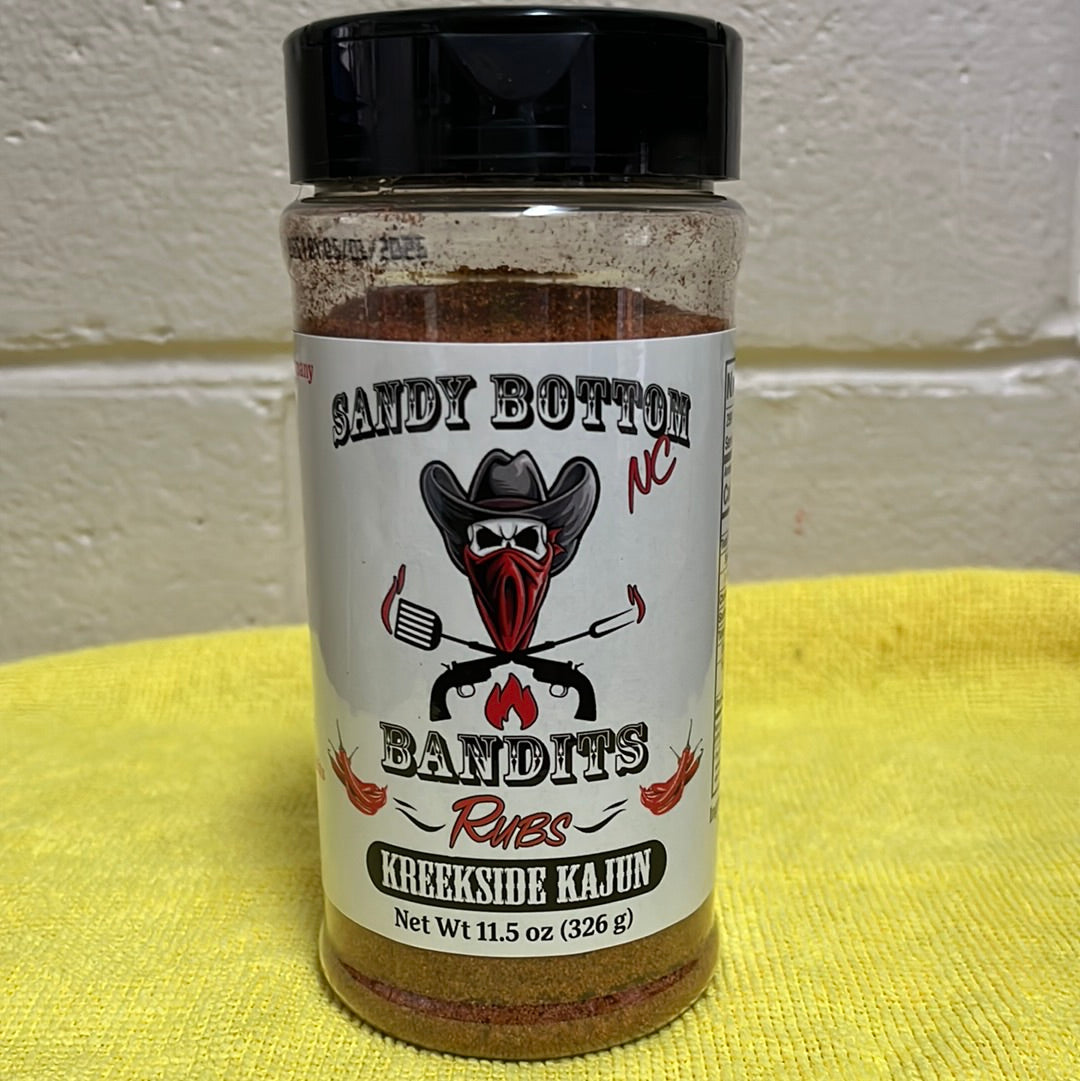 SANDY BOTTOM
NC
BANDITS
RUBS
KREEKSIDE KAJUN
Net Wt 11.5 oz (326 g)